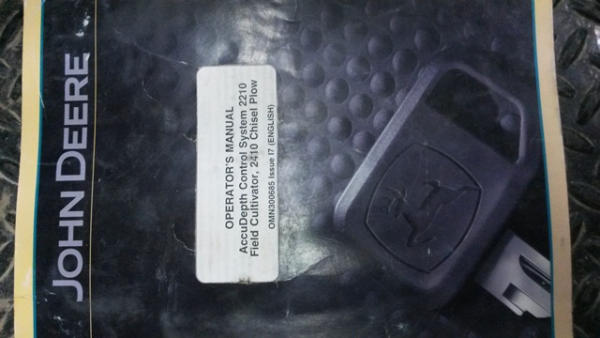 JOHN DEERE
OPERATOR'S MANUAL
AccuDepth Control System 2210
Field Cultivator, 2410 Chisel Plow
OMN300685 Issue I7 (ENGLISH)